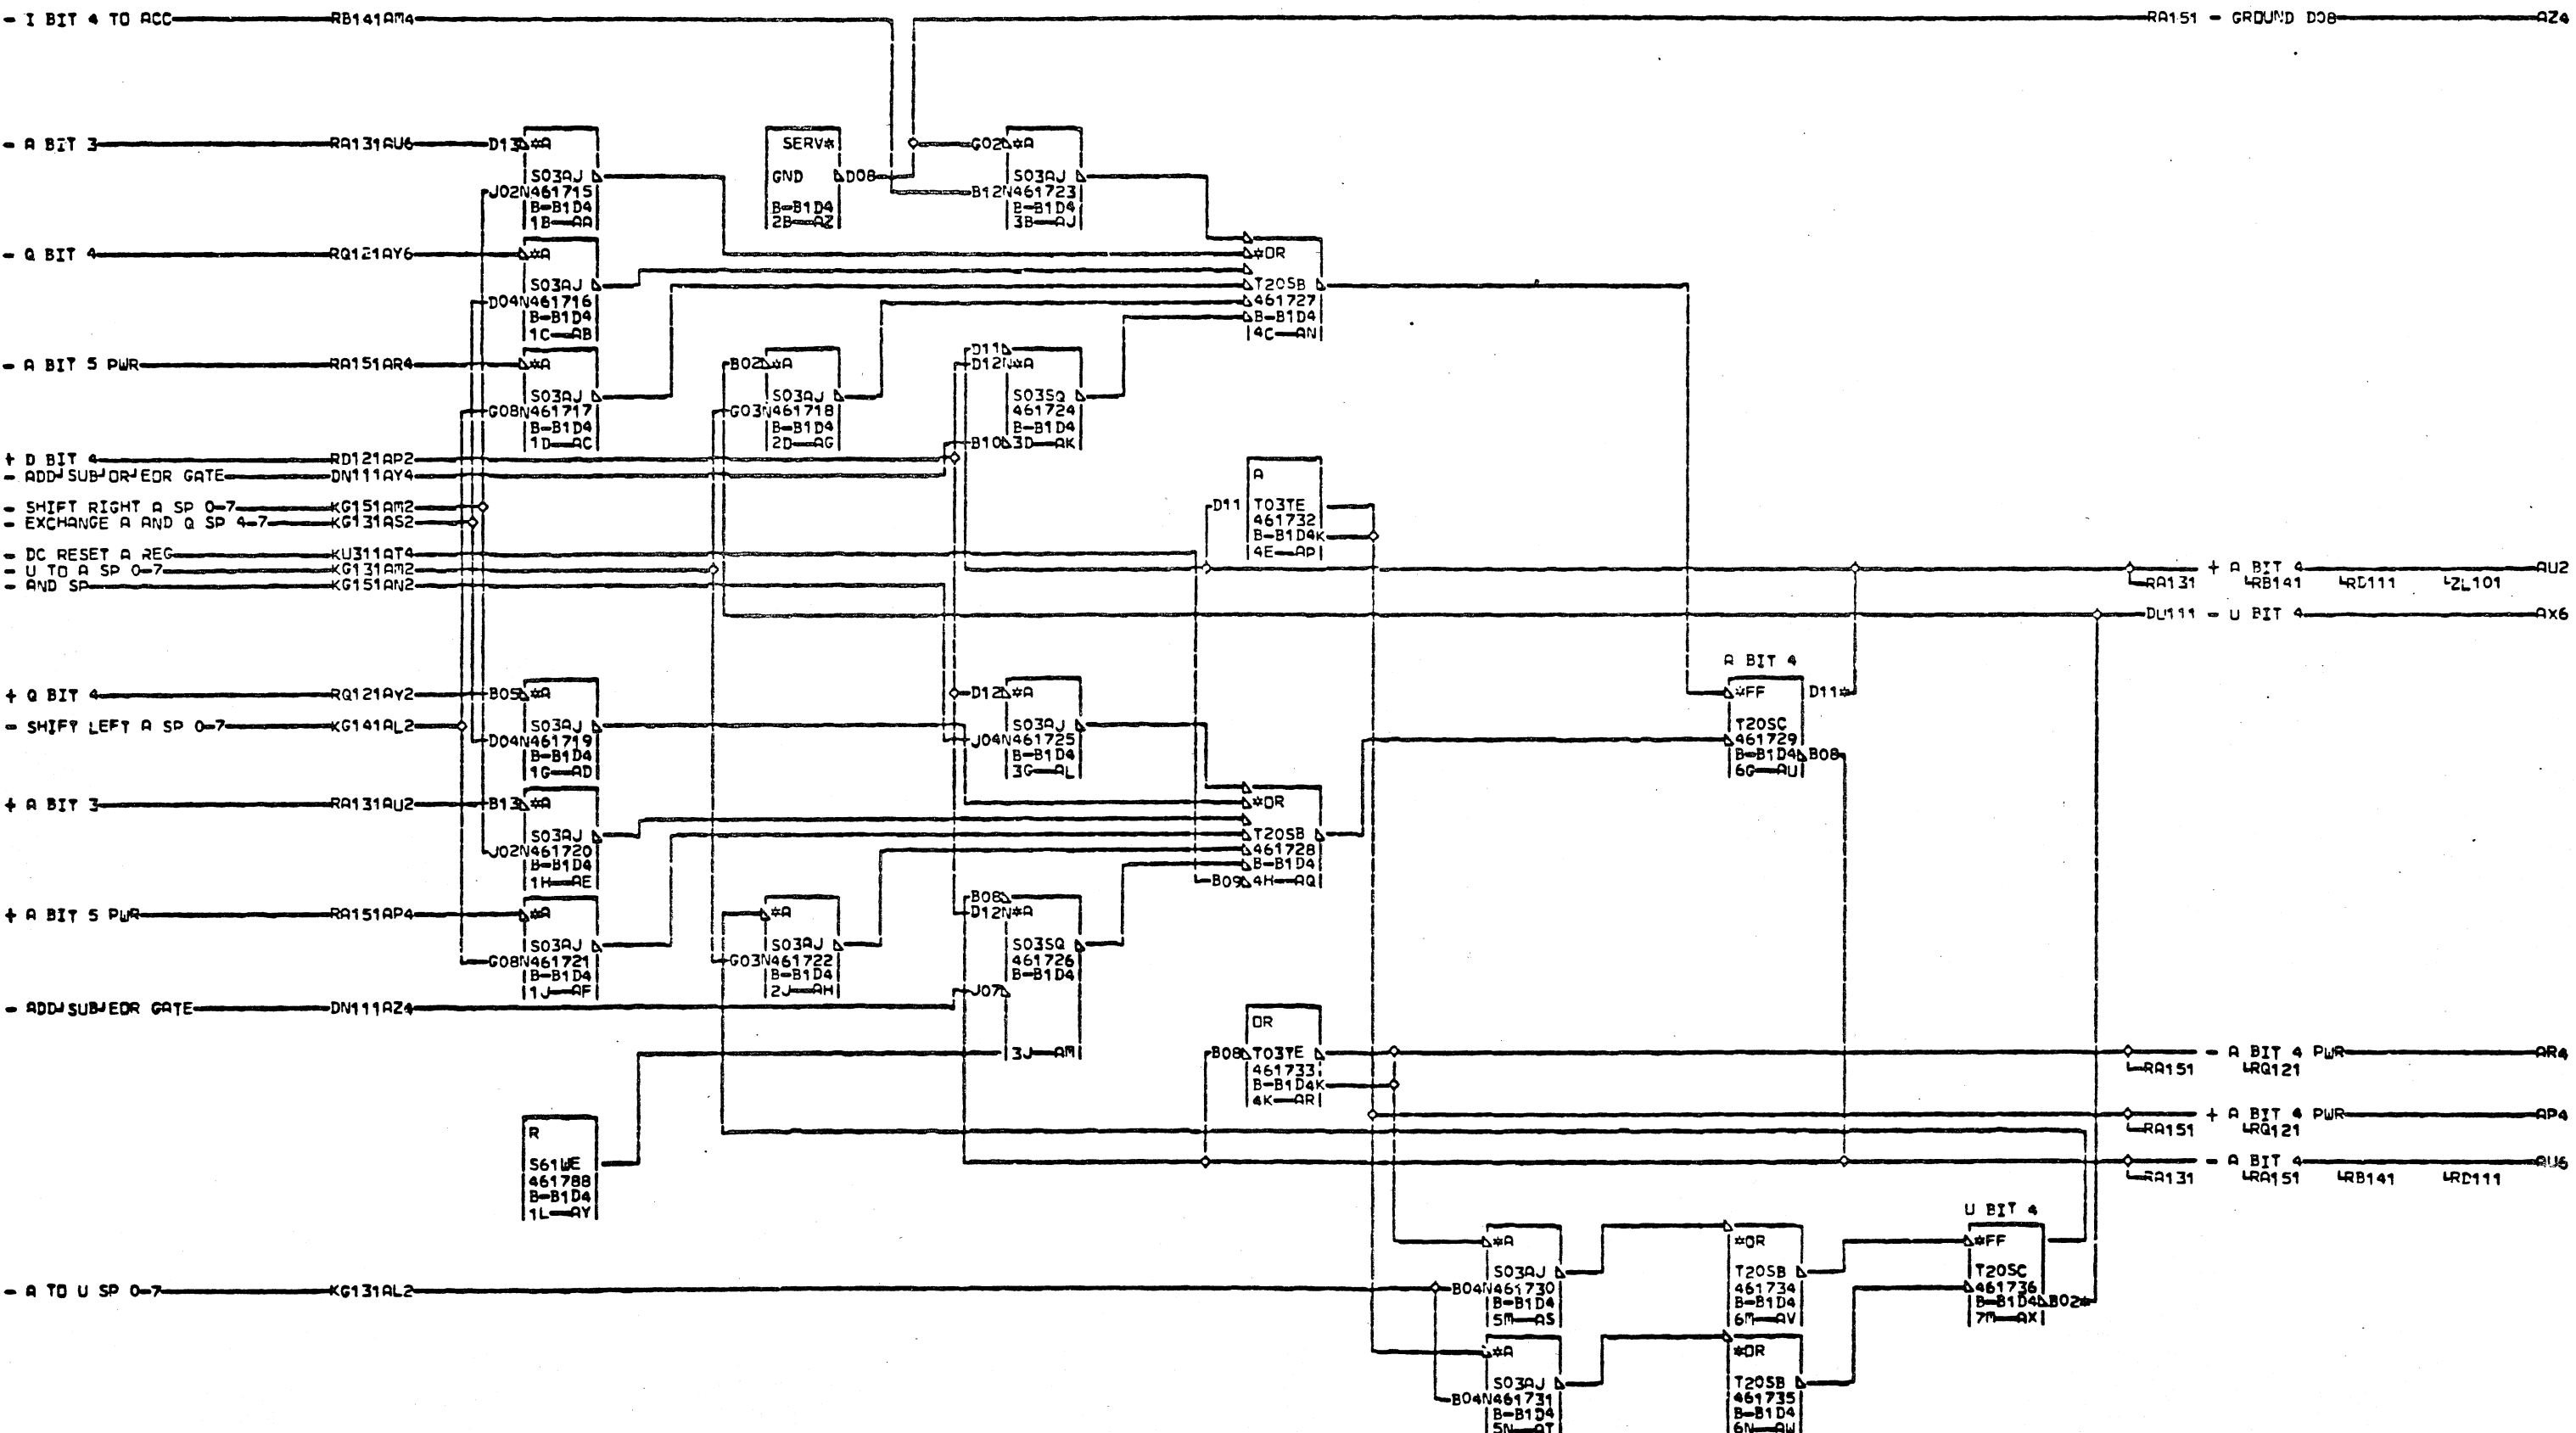 - I BIT 4 TO ACC RB141AM4
RA151 - GROUND D08 AZ4
- A BIT 3 RA131AU6 D13 *A
S03AJ
J02N461715
B-B1D4
1B AA
SERV*
GND D08
B-B1D4
2B AZ
G02 *A
S03AJ
B12N461723
B-B1D4
3B AJ
- Q BIT 4 RQ121AY6 *A
S03AJ
D04N461716
B-B1D4
1C AB
*OR
T20SB
461727
B-B1D4
4C AN
- A BIT 5 PWR RA151AR4 *A
S03AJ
G08N461717
B-B1D4
1D AC
B02 *A
S03AJ
G03N461718
B-B1D4
2D AG
D11
D12N*A
S03SQ
461724
B-B1D4
B10 3D AK
+ D BIT 4 RD121AP2
- ADD SUB OR EOR GATE DN111AY4
- SHIFT RIGHT A SP 0-7 KG151AM2
- EXCHANGE A AND Q SP 4-7 KG131AS2
- DC RESET A REG KU311AT4
- U TO A SP 0-7 KG131AM2
- AND SP KG151AN2
A
D11 T03TE
461732
B-B1D4K
4E AP
+ A BIT 4 AU2
RA131 RB141 RD111 ZL101
DU111 - U BIT 4 AX6
+ Q BIT 4 RQ121AY2 B05 *A
- SHIFT LEFT A SP 0-7 KG141AL2
S03AJ
D04N461719
B-B1D4
1G AD
D12 *A
S03AJ
J04N461725
B-B1D4
3G AL
A BIT 4
*FF D11*
T20SC
461729
B-B1D4 B08
6G AU
+ A BIT 3 RA131AU2 B13 *A
S03AJ
J02N461720
B-B1D4
1H AE
*OR
T20SB
461728
B-B1D4
B09 4H AQ
+ A BIT 5 PWR RA151AP4 *A
S03AJ
G08N461721
B-B1D4
1J AF
*A
S03AJ
G03N461722
B-B1D4
2J AH
B08
D12N*A
S03SQ
461726
B-B1D4
J07
3J AM
- ADD SUB EOR GATE DN111AZ4
OR
B08 T03TE
461733
B-B1D4K
4K AR
- A BIT 4 PWR AR4
RA151 RQ121
+ A BIT 4 PWR AP4
RA151 RQ121
- A BIT 4 AU6
RA131 RA151 RB141 RD111
R
S61WE
461788
B-B1D4
1L AY
- A TO U SP 0-7 KG131AL2
*A
S03AJ
B04N461730
B-B1D4
5M AS
*OR
T20SB
461734
B-B1D4
6M AV
U BIT 4
*FF
T20SC
461736
B-B1D4 B02*
7M AX
*A
S03AJ
B04N461731
B-B1D4
5N AT
*OR
T20SB
461735
B-B1D4
6N AW